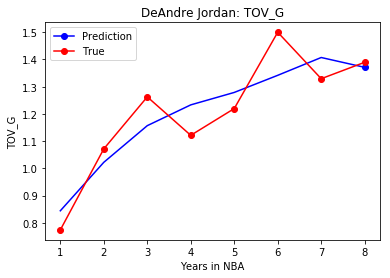 DeAndre Jordan: TOV_G
Prediction
True
1.5
1.4
1.3
1.2
1.1
1.0
0.9
0.8
TOV_G
1 2 3 4 5 6 7 8
Years in NBA